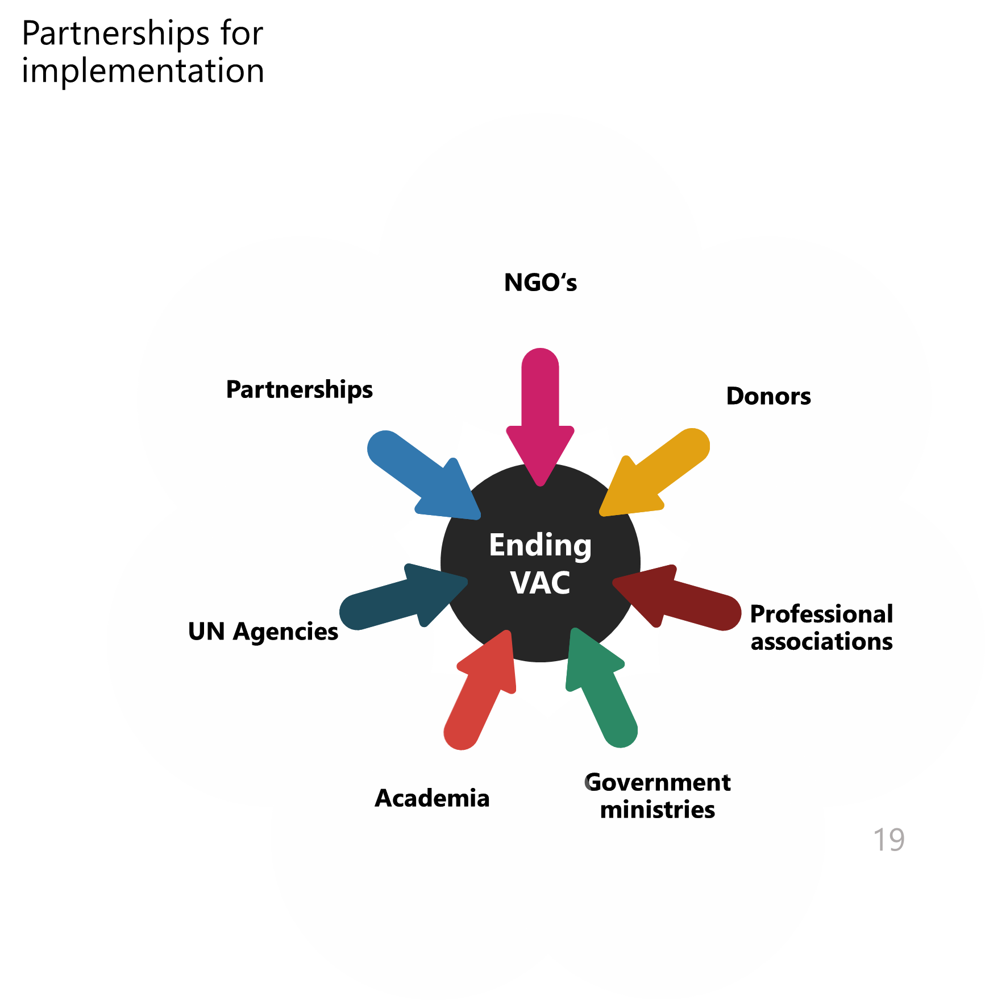 Partnerships for
implementation
NGO‘s
Partnerships
Donors
Ending
VAC
UN Agencies
Professional
associations
Academia
Government
ministries
19